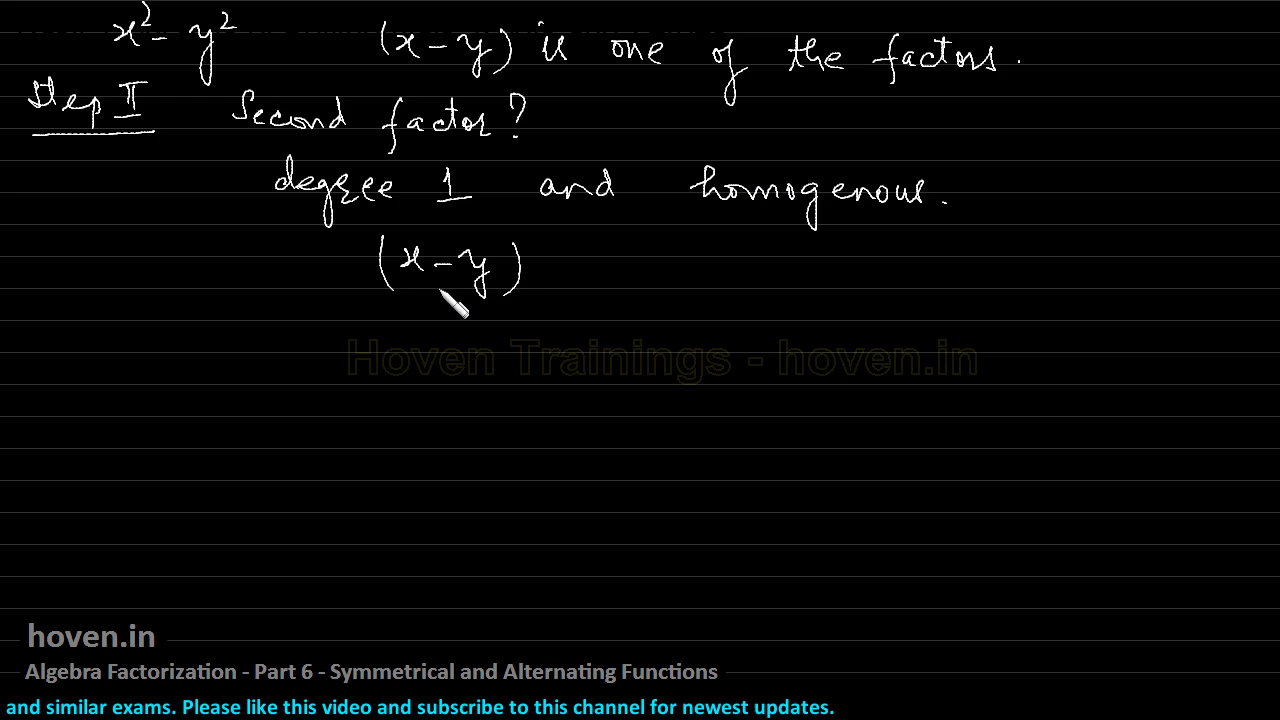 x² - y² (x - y) is one of the factors.
Step II Second factor?
degree 1 and homogenous.
(x - y)
Hoven Trainings - hoven.in
hoven.in
Algebra Factorization - Part 6 - Symmetrical and Alternating Functions
and similar exams. Please like this video and subscribe to this channel for newest updates.